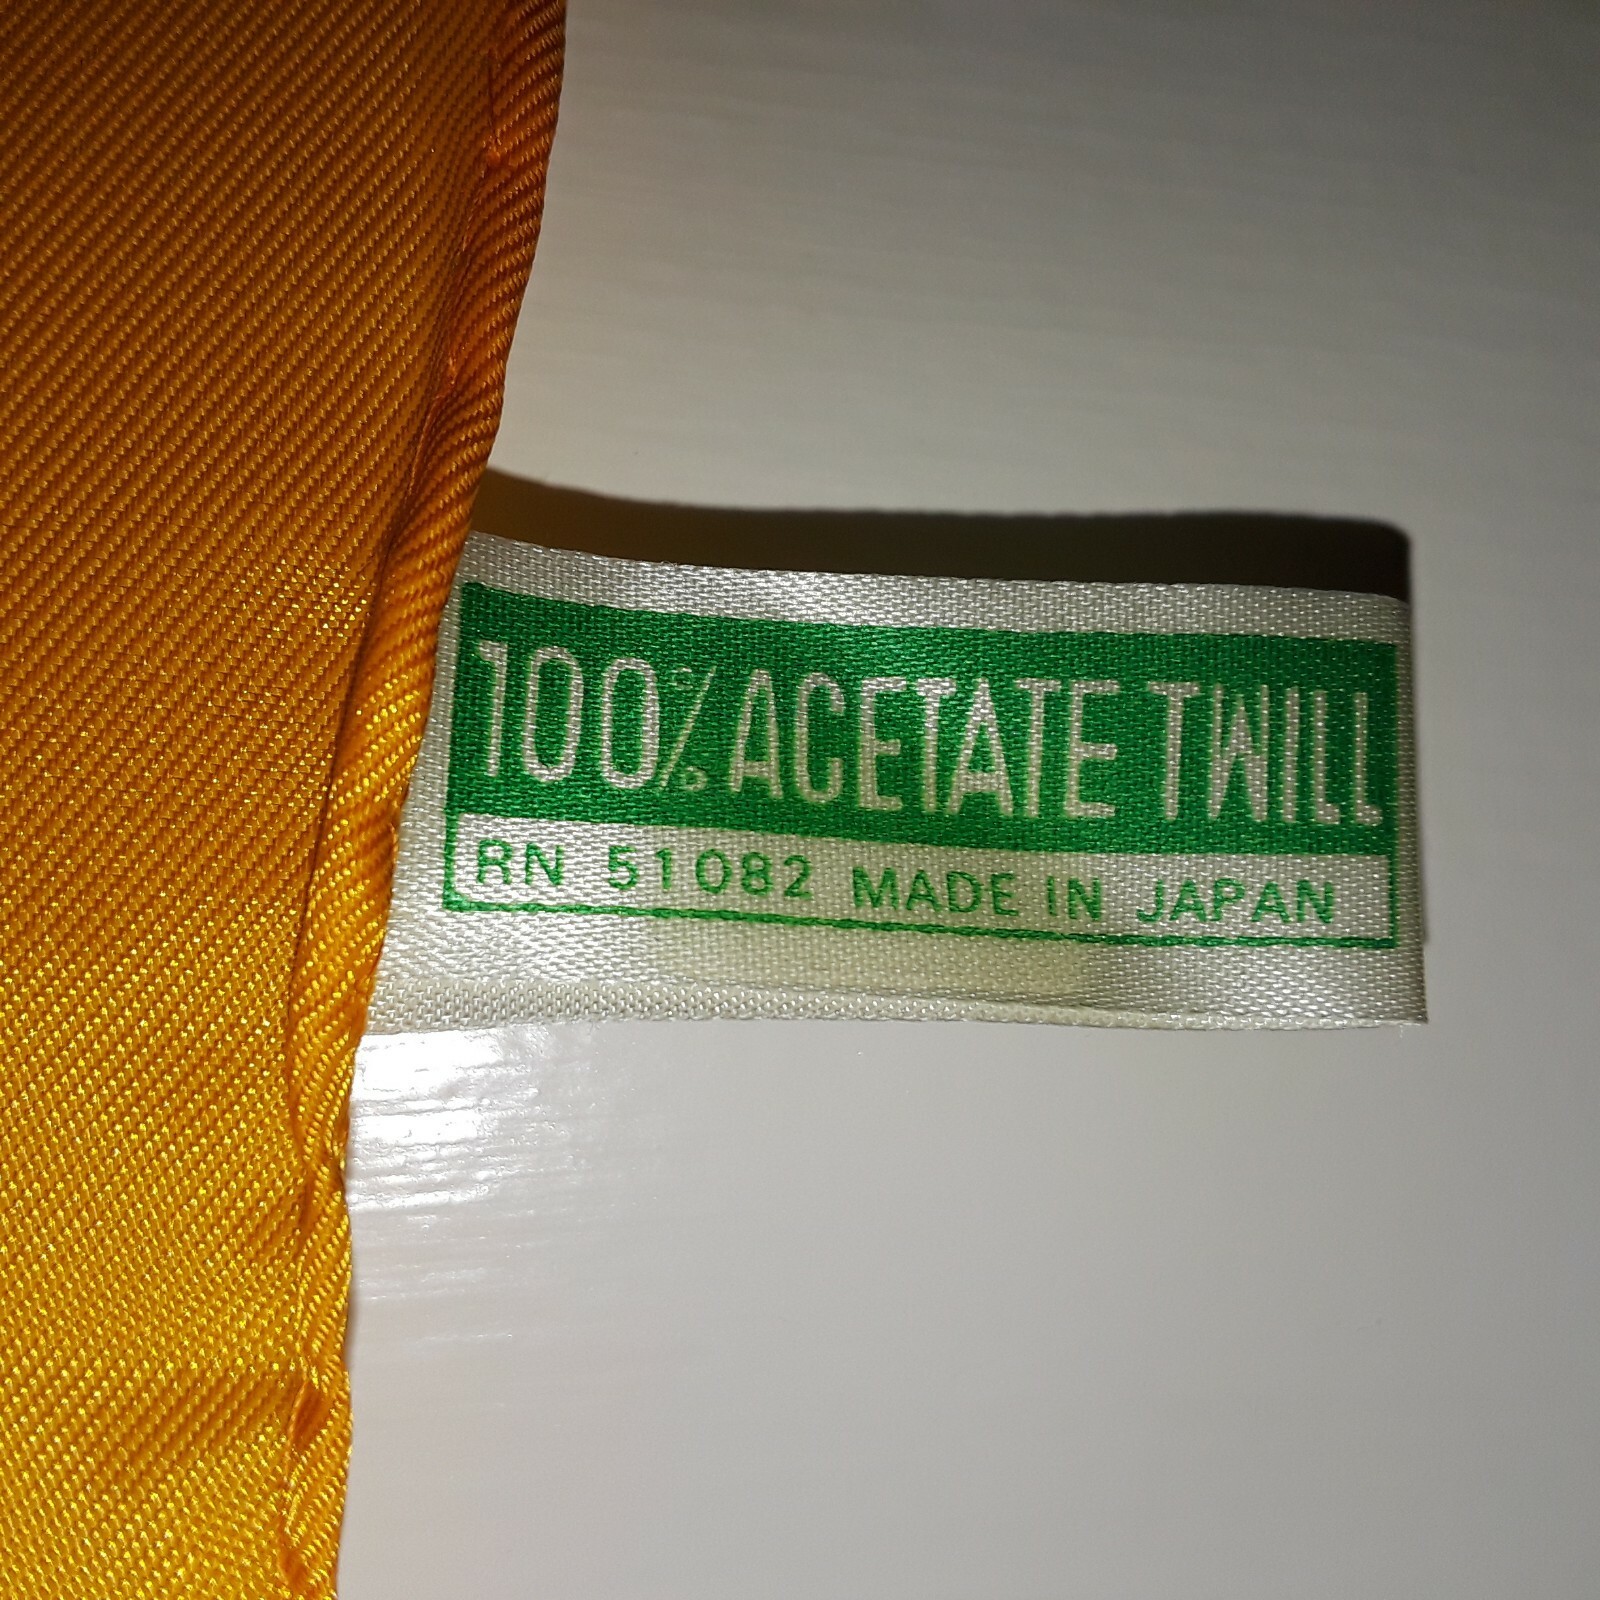 100% ACETATE TWILL
RN 51082 MADE IN JAPAN